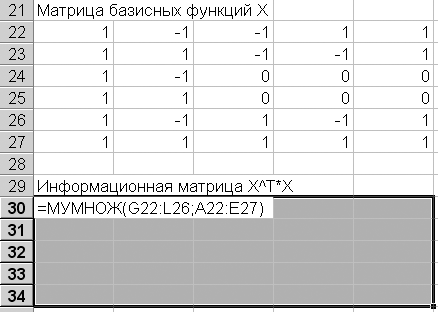 21 Матрица базисных функций X
22 1 -1 -1 1 1
23 1 1 -1 -1 1
24 1 -1 0 0 0
25 1 1 0 0 0
26 1 -1 1 -1 1
27 1 1 1 1 1
28
29 Информационная матрица X^T*X
30 =МУМНОЖ(G22:L26;A22:E27)
31
32
33
34